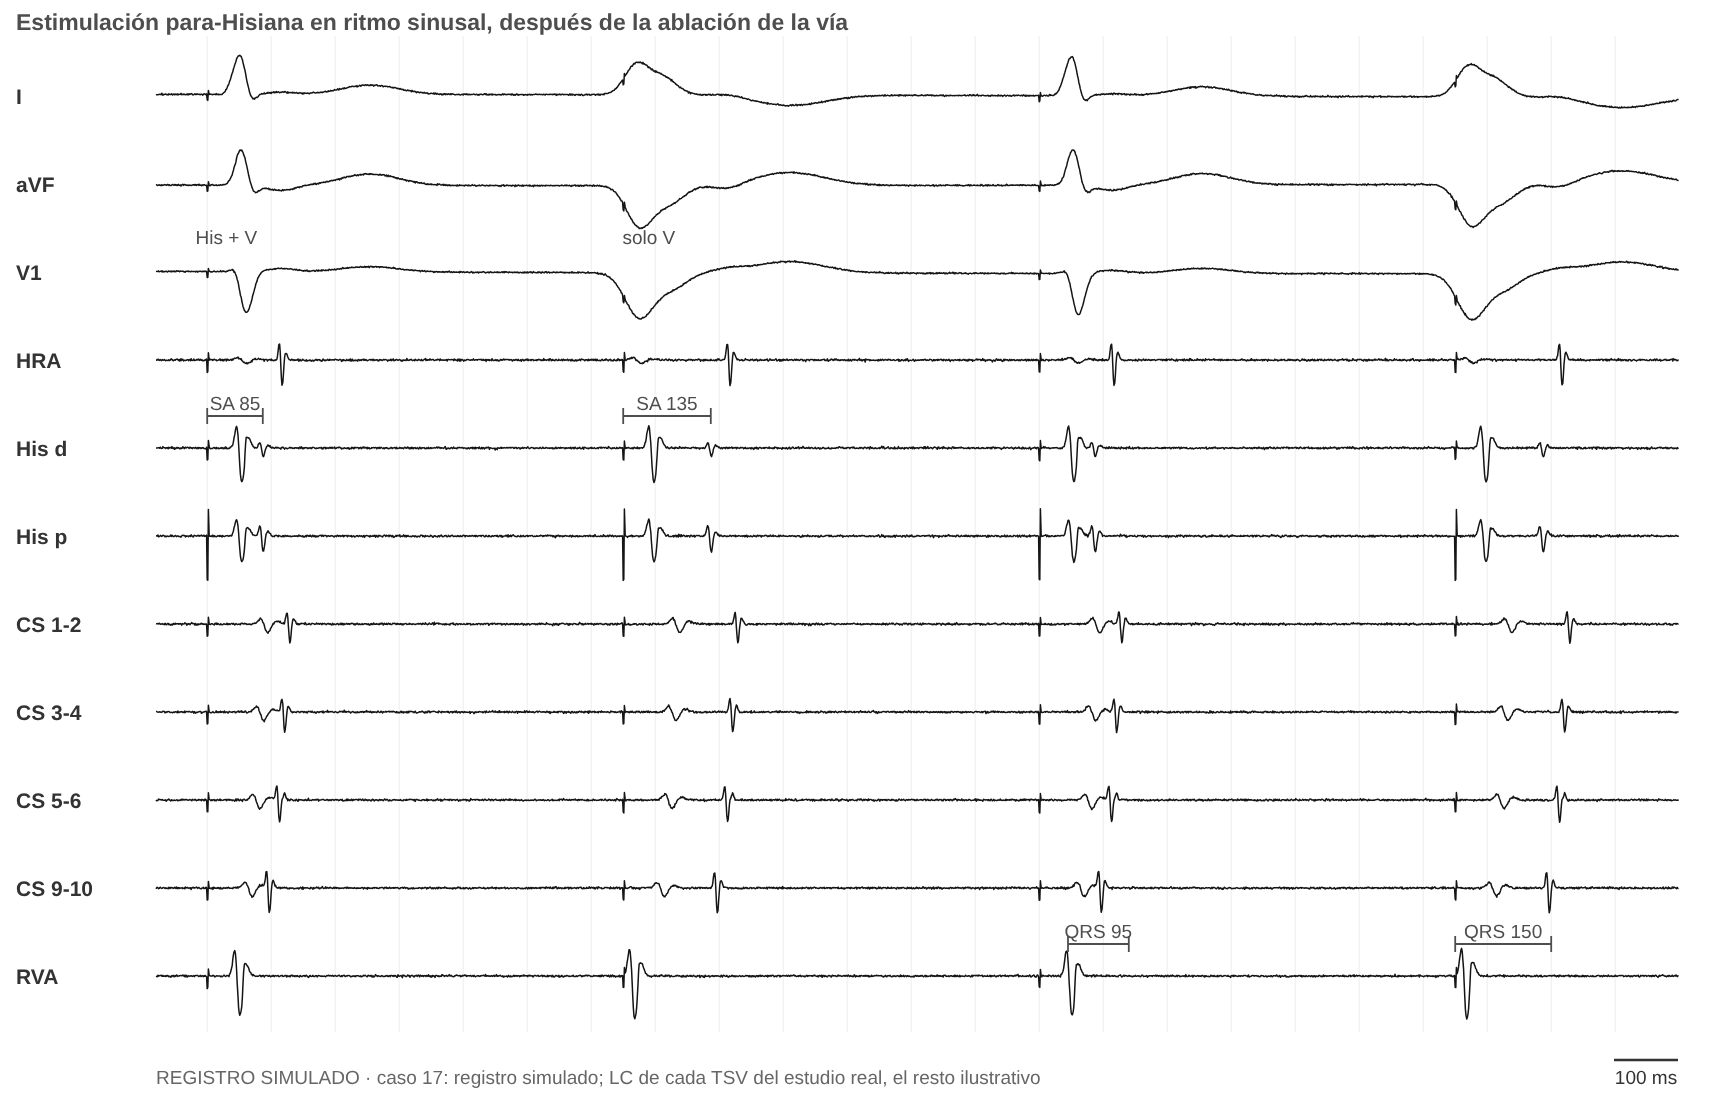 Estimulación para-Hisiana en ritmo sinusal, después de la ablación de la vía
I
aVF
His + V
solo V
V1
HRA
SA 85
SA 135
His d
His p
CS 1-2
CS 3-4
CS 5-6
CS 9-10
QRS 95
QRS 150
RVA
REGISTRO SIMULADO · caso 17: registro simulado; LC de cada TSV del estudio real, el resto ilustrativo
100 ms